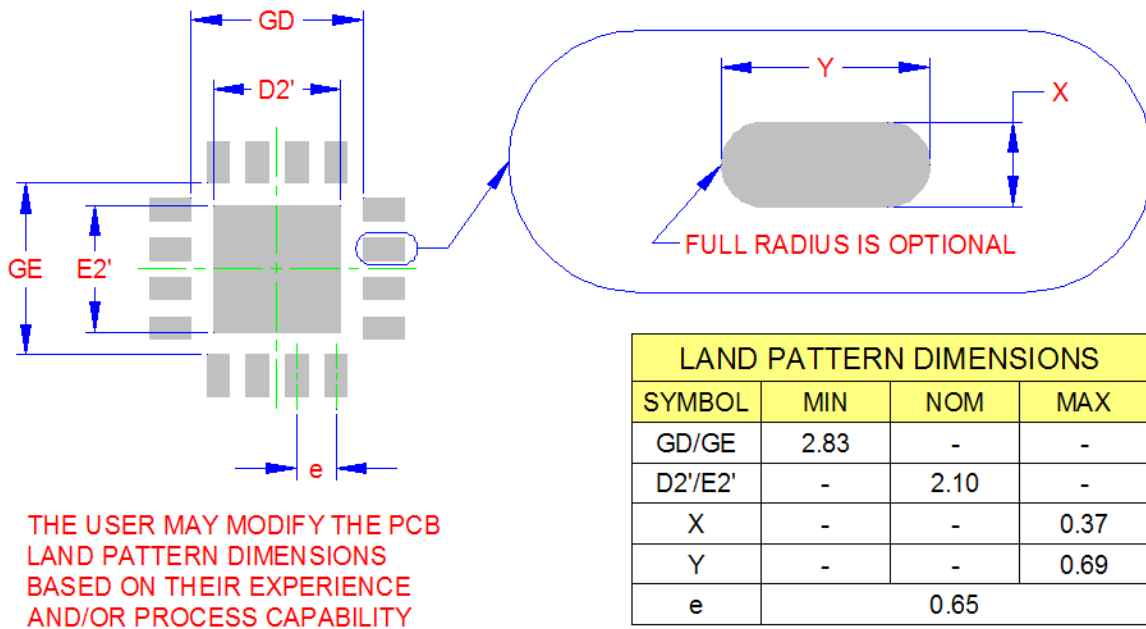 GD
D2'
GE
E2'
e
Y
X
FULL RADIUS IS OPTIONAL
THE USER MAY MODIFY THE PCB
LAND PATTERN DIMENSIONS
BASED ON THEIR EXPERIENCE
AND/OR PROCESS CAPABILITY
LAND PATTERN DIMENSIONS
SYMBOL MIN NOM MAX
GD/GE 2.83 - -
D2'/E2' - 2.10 -
X - - 0.37
Y - - 0.69
e 0.65